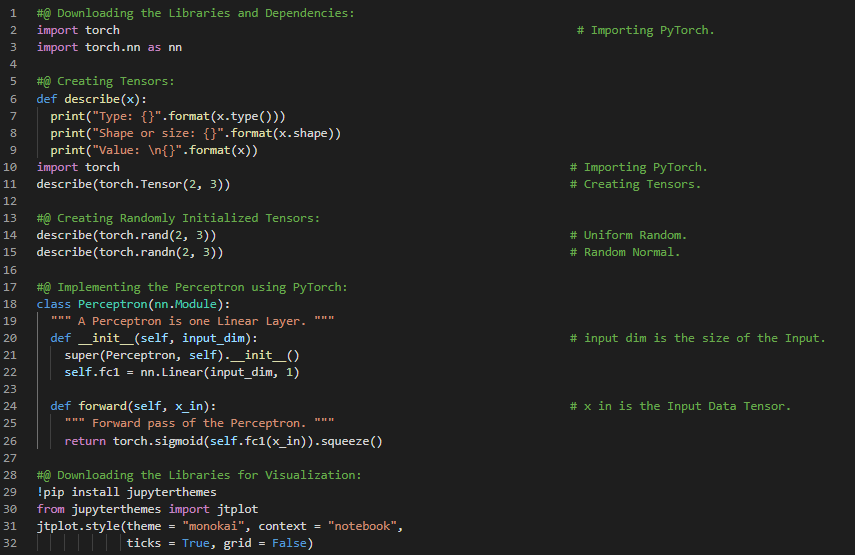 1 #@ Downloading the Libraries and Dependencies:
2 import torch # Importing PyTorch.
3 import torch.nn as nn
4
5 #@ Creating Tensors:
6 def describe(x):
7 print("Type: {}".format(x.type()))
8 print("Shape or size: {}".format(x.shape))
9 print("Value: \n{}".format(x))
10 import torch # Importing PyTorch.
11 describe(torch.Tensor(2, 3)) # Creating Tensors.
12
13 #@ Creating Randomly Initialized Tensors:
14 describe(torch.rand(2, 3)) # Uniform Random.
15 describe(torch.randn(2, 3)) # Random Normal.
16
17 #@ Implementing the Perceptron using PyTorch:
18 class Perceptron(nn.Module):
19 """ A Perceptron is one Linear Layer. """
20 def __init__(self, input_dim): # input dim is the size of the Input.
21 super(Perceptron, self).__init__()
22 self.fc1 = nn.Linear(input_dim, 1)
23
24 def forward(self, x_in): # x in is the Input Data Tensor.
25 """ Forward pass of the Perceptron. """
26 return torch.sigmoid(self.fc1(x_in)).squeeze()
27
28 #@ Downloading the Libraries for Visualization:
29 !pip install jupyterthemes
30 from jupyterthemes import jtplot
31 jtplot.style(theme = "monokai", context = "notebook",
32 ticks = True, grid = False)